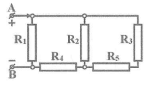 A
+
R₁ R₂ R₃
−
B R₄ R₅